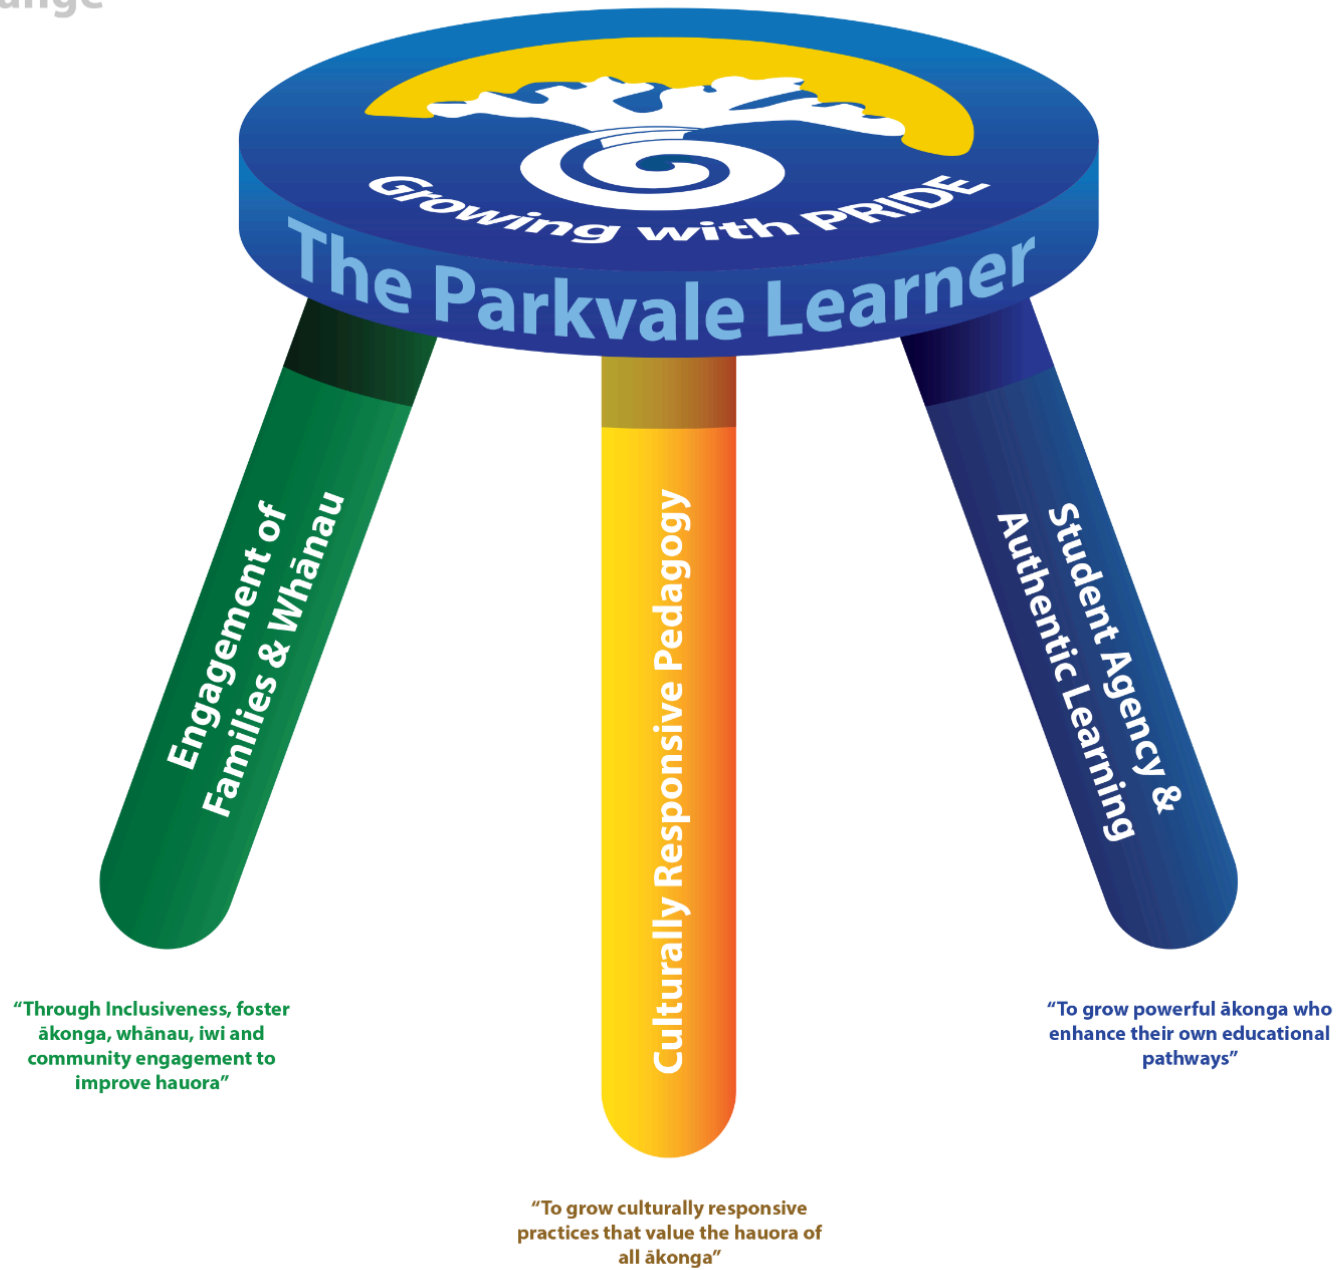 Growing with PRIDE
The Parkvale Learner
Engagement of
Families & Whānau
Culturally Responsive Pedagogy
Student Agency &
Authentic Learning
“Through Inclusiveness, foster
ākonga, whānau, iwi and
community engagement to
improve hauora”
“To grow powerful ākonga who
enhance their own educational
pathways”
“To grow culturally responsive
practices that value the hauora of
all ākonga”